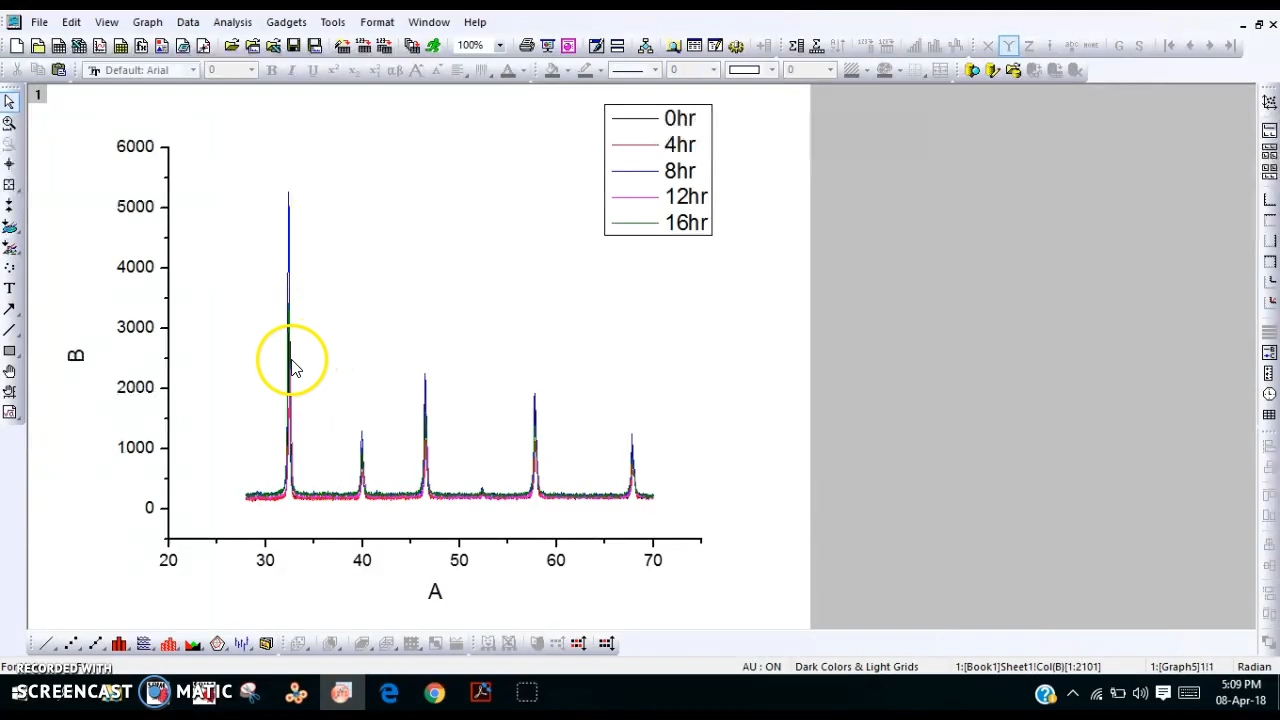 File Edit View Graph Data Analysis Gadgets Tools Format Window Help
100%
Default: Arial 0 0 0
1
0hr
4hr
8hr
12hr
16hr
6000
5000
4000
3000
2000
1000
0
B
20 30 40 50 60 70
A
AU : ON Dark Colors & Light Grids 1:[Book1]Sheet1!Col(B)[1:2101] 1:[Graph5]1!1 Radian
RECORDED WITH
SCREENCAST MATIC
5:09 PM
08-Apr-18